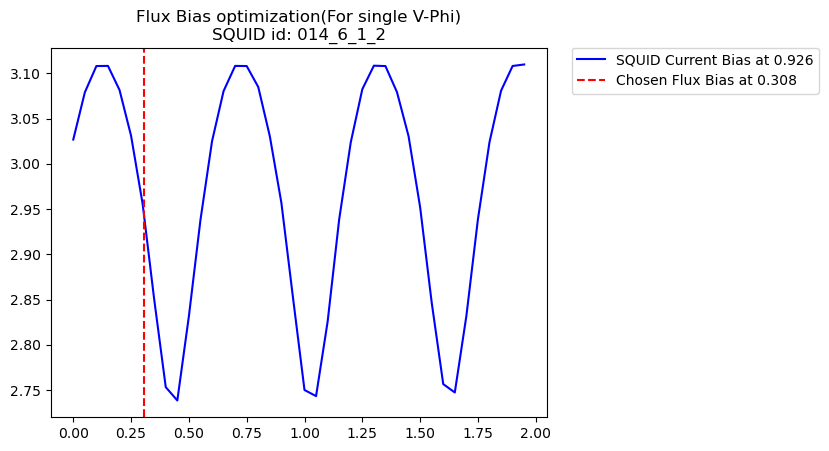 Flux Bias optimization(For single V-Phi)
SQUID id: 014_6_1_2
SQUID Current Bias at 0.926
Chosen Flux Bias at 0.308
3.10
3.05
3.00
2.95
2.90
2.85
2.80
2.75
0.00 0.25 0.50 0.75 1.00 1.25 1.50 1.75 2.00